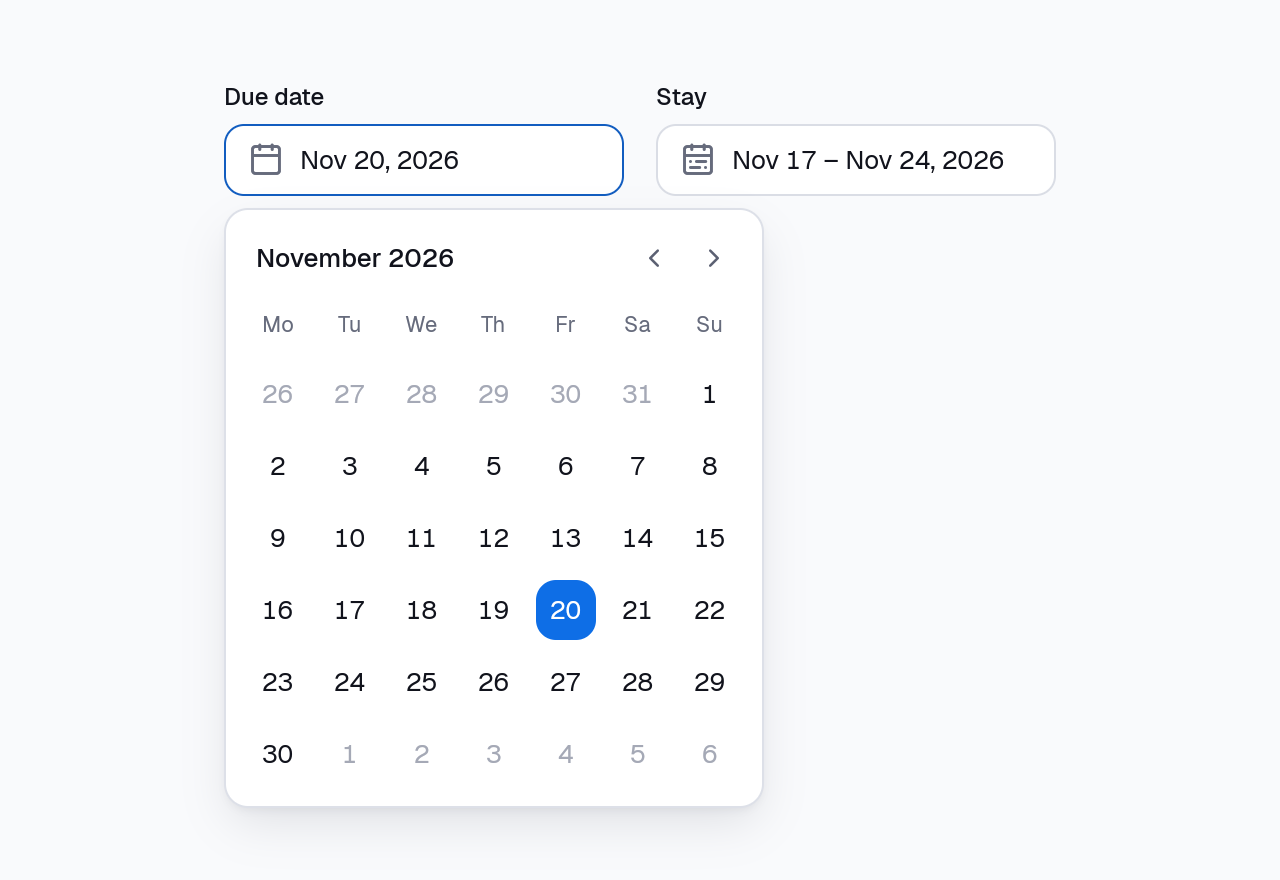 Due date
Stay
Nov 20, 2026
Nov 17 – Nov 24, 2026
November 2026
Mo Tu We Th Fr Sa Su
26 27 28 29 30 31 1
2 3 4 5 6 7 8
9 10 11 12 13 14 15
16 17 18 19 20 21 22
23 24 25 26 27 28 29
30 1 2 3 4 5 6